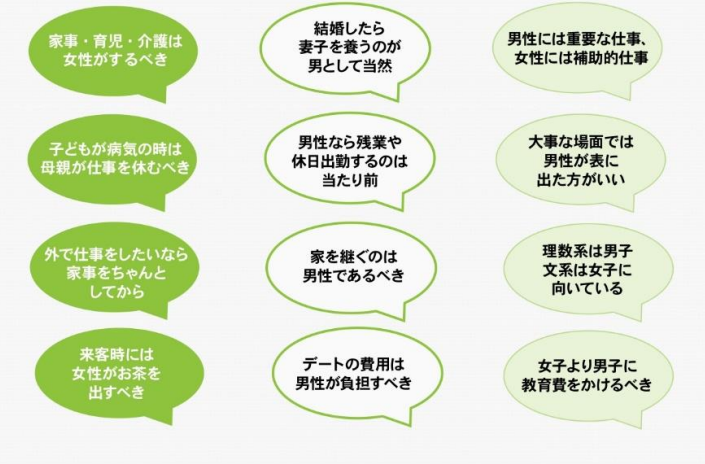 家事・育児・介護は
女性がするべき
結婚したら
妻子を養うのが
男として当然
男性には重要な仕事、
女性には補助的仕事
子どもが病気の時は
母親が仕事を休むべき
男性なら残業や
休日出勤するのは
当たり前
大事な場面では
男性が表に
出た方がいい
外で仕事をしたいなら
家事をちゃんと
してから
家を継ぐのは
男性であるべき
理数系は男子
文系は女子に
向いている
来客時には
女性がお茶を
出すべき
デートの費用は
男性が負担すべき
女子より男子に
教育費をかけるべき